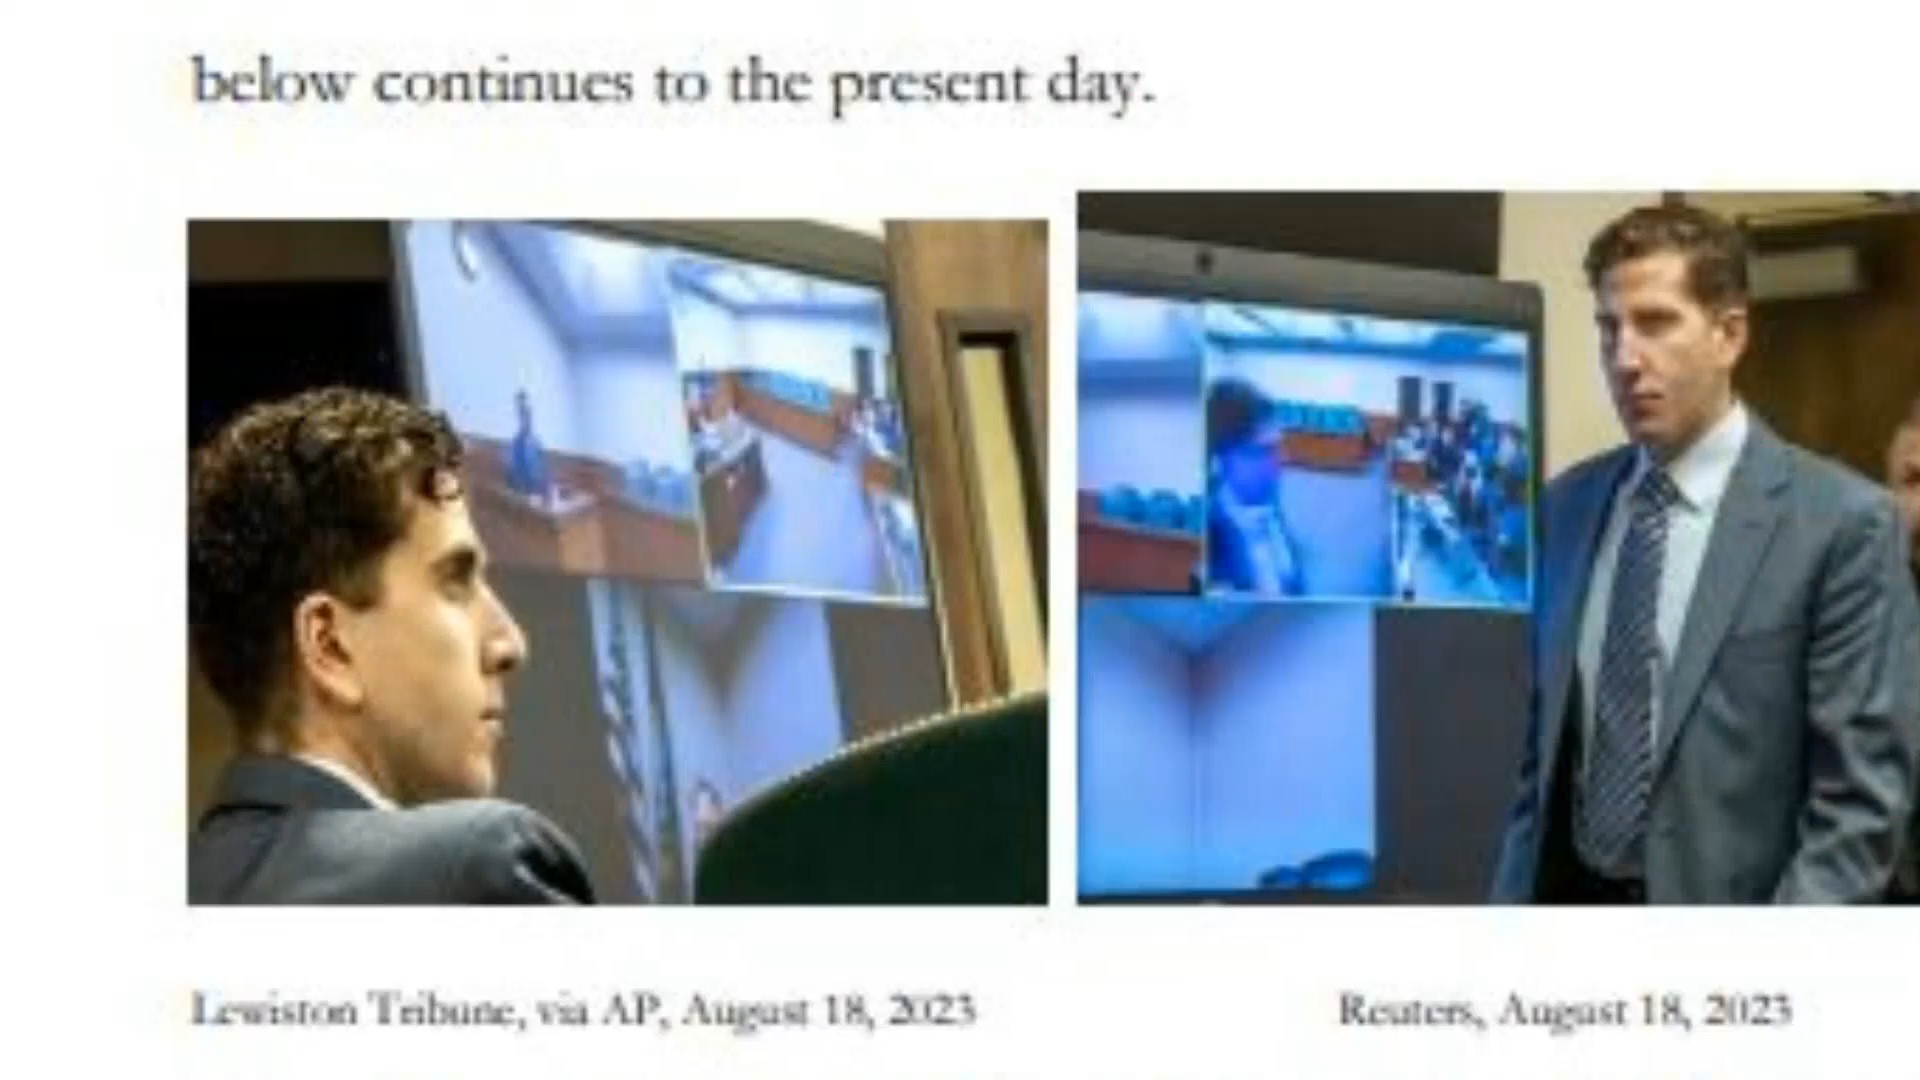 below continues to the present day.
Lewiston Tribune, via AP, August 18, 2023
Reuters, August 18, 2023